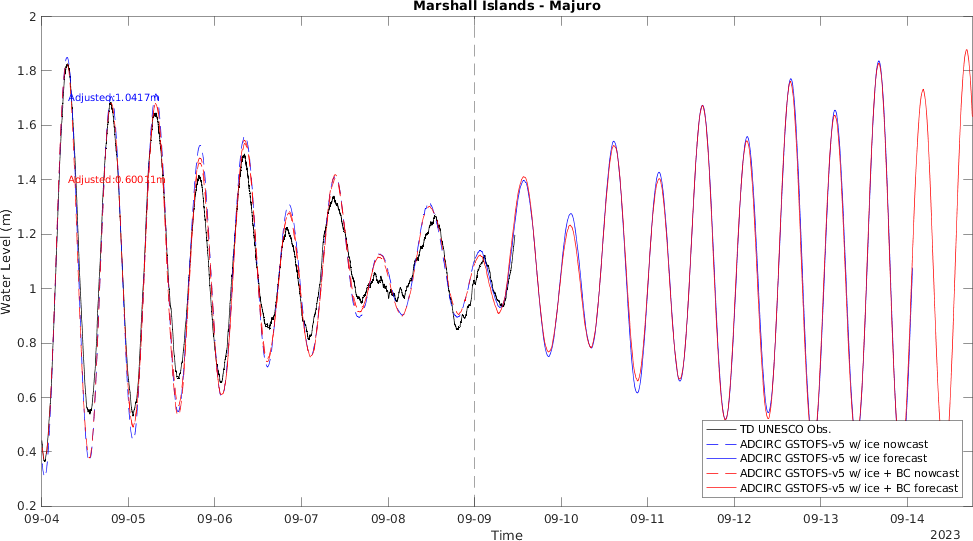 Marshall Islands - Majuro
2
1.8
1.6
1.4
1.2
1
0.8
0.6
0.4
0.2
Water Level (m)
Adjusted:1.0417m
Adjusted:0.60011m
TD UNESCO Obs.
ADCIRC GSTOFS-v5 w/ ice nowcast
ADCIRC GSTOFS-v5 w/ ice forecast
ADCIRC GSTOFS-v5 w/ ice + BC nowcast
ADCIRC GSTOFS-v5 w/ ice + BC forecast
09-04 09-05 09-06 09-07 09-08 09-09 09-10 09-11 09-12 09-13 09-14
Time
2023